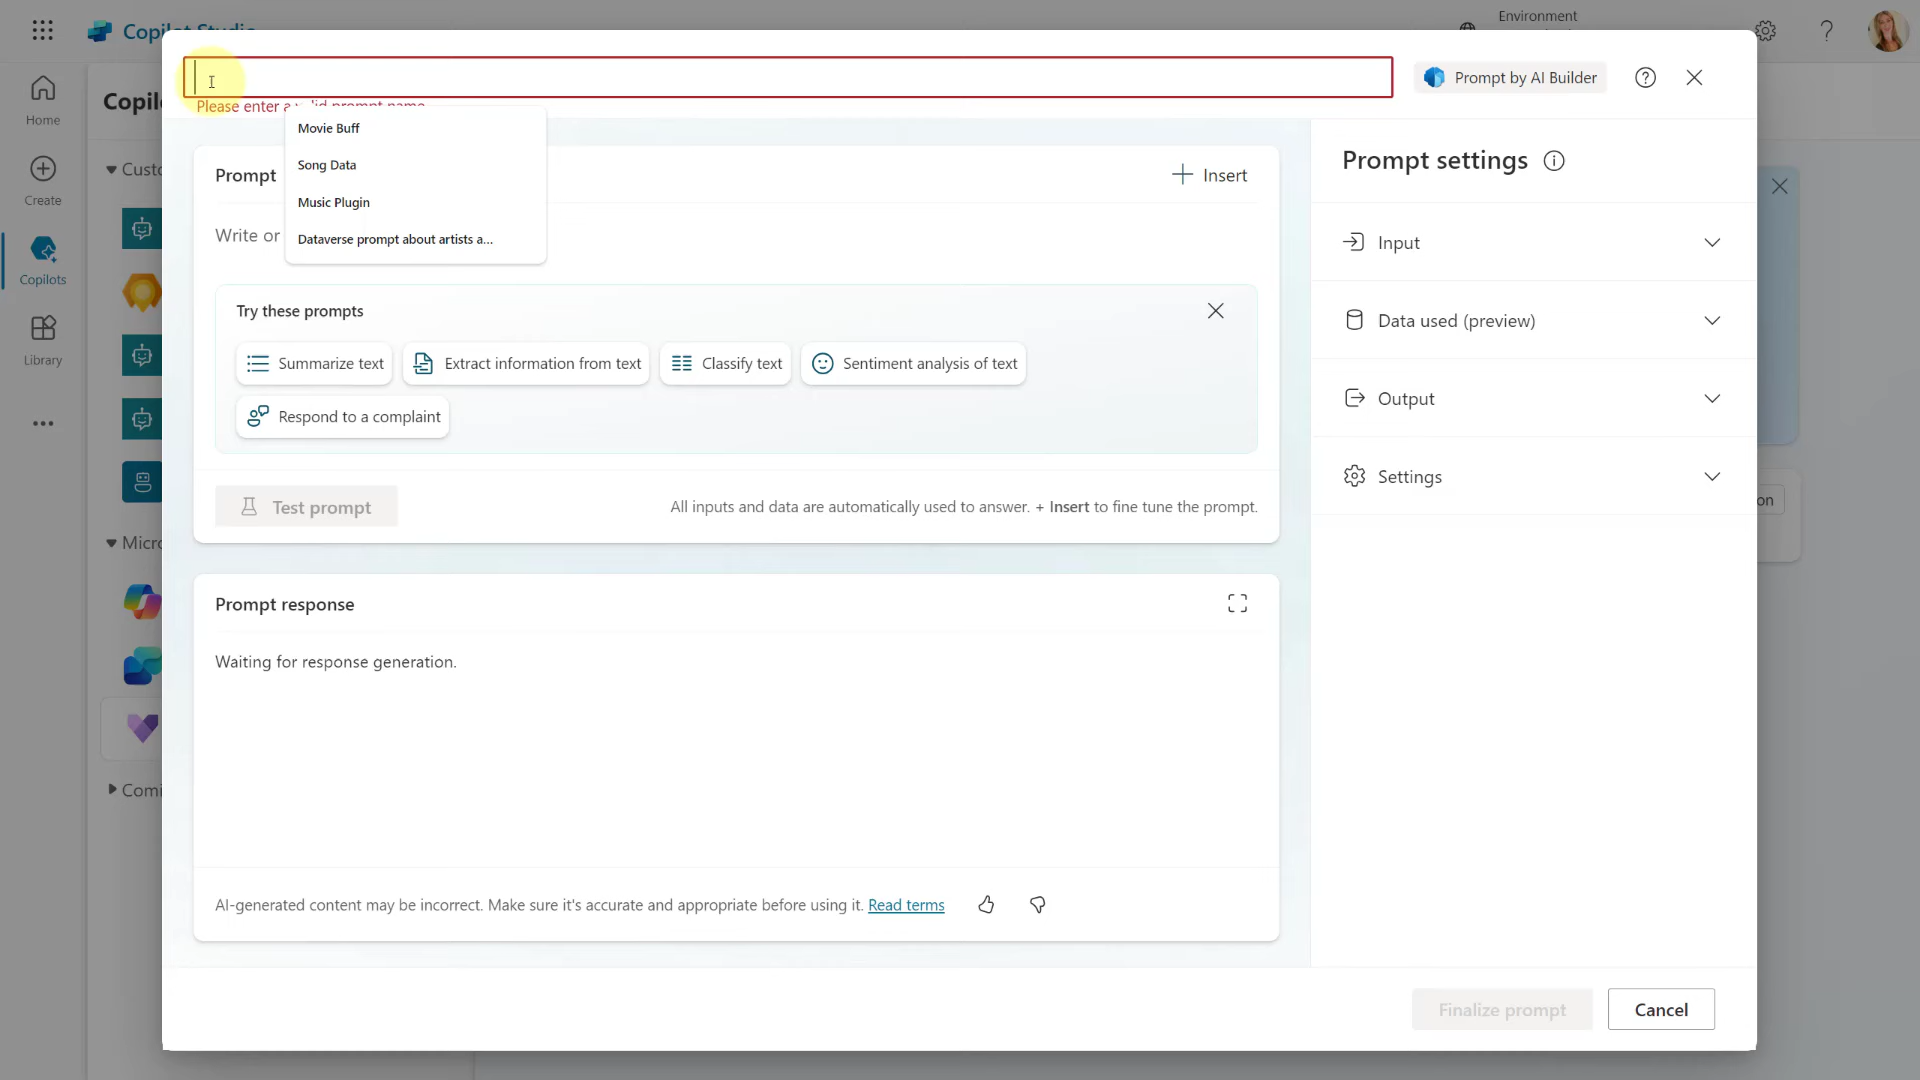 Environment
Please enter a valid prompt name
Prompt by AI Builder
Home
Create
Copilots
Library
Movie Buff
Song Data
Music Plugin
Dataverse prompt about artists a...
Prompt
Insert
Write or
Try these prompts
Summarize text
Extract information from text
Classify text
Sentiment analysis of text
Respond to a complaint
Test prompt
All inputs and data are automatically used to answer. + Insert to fine tune the prompt.
Prompt response
Waiting for response generation.
AI-generated content may be incorrect. Make sure it's accurate and appropriate before using it. Read terms
Prompt settings
Input
Data used (preview)
Output
Settings
on
Finalize prompt
Cancel
Copil
Custo
Micro
Comi